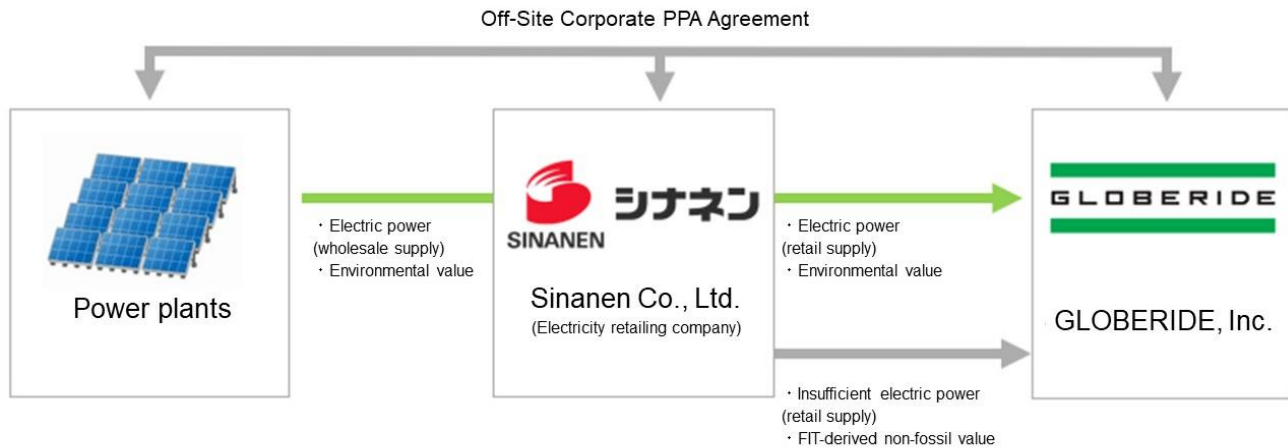 Off-Site Corporate PPA Agreement
Power plants
・Electric power
(wholesale supply)
・Environmental value
SINANEN シナネン
Sinanen Co., Ltd.
(Electricity retailing company)
・Electric power
(retail supply)
・Environmental value
・Insufficient electric power
(retail supply)
・FIT-derived non-fossil value
GLOBERIDE
GLOBERIDE, Inc.